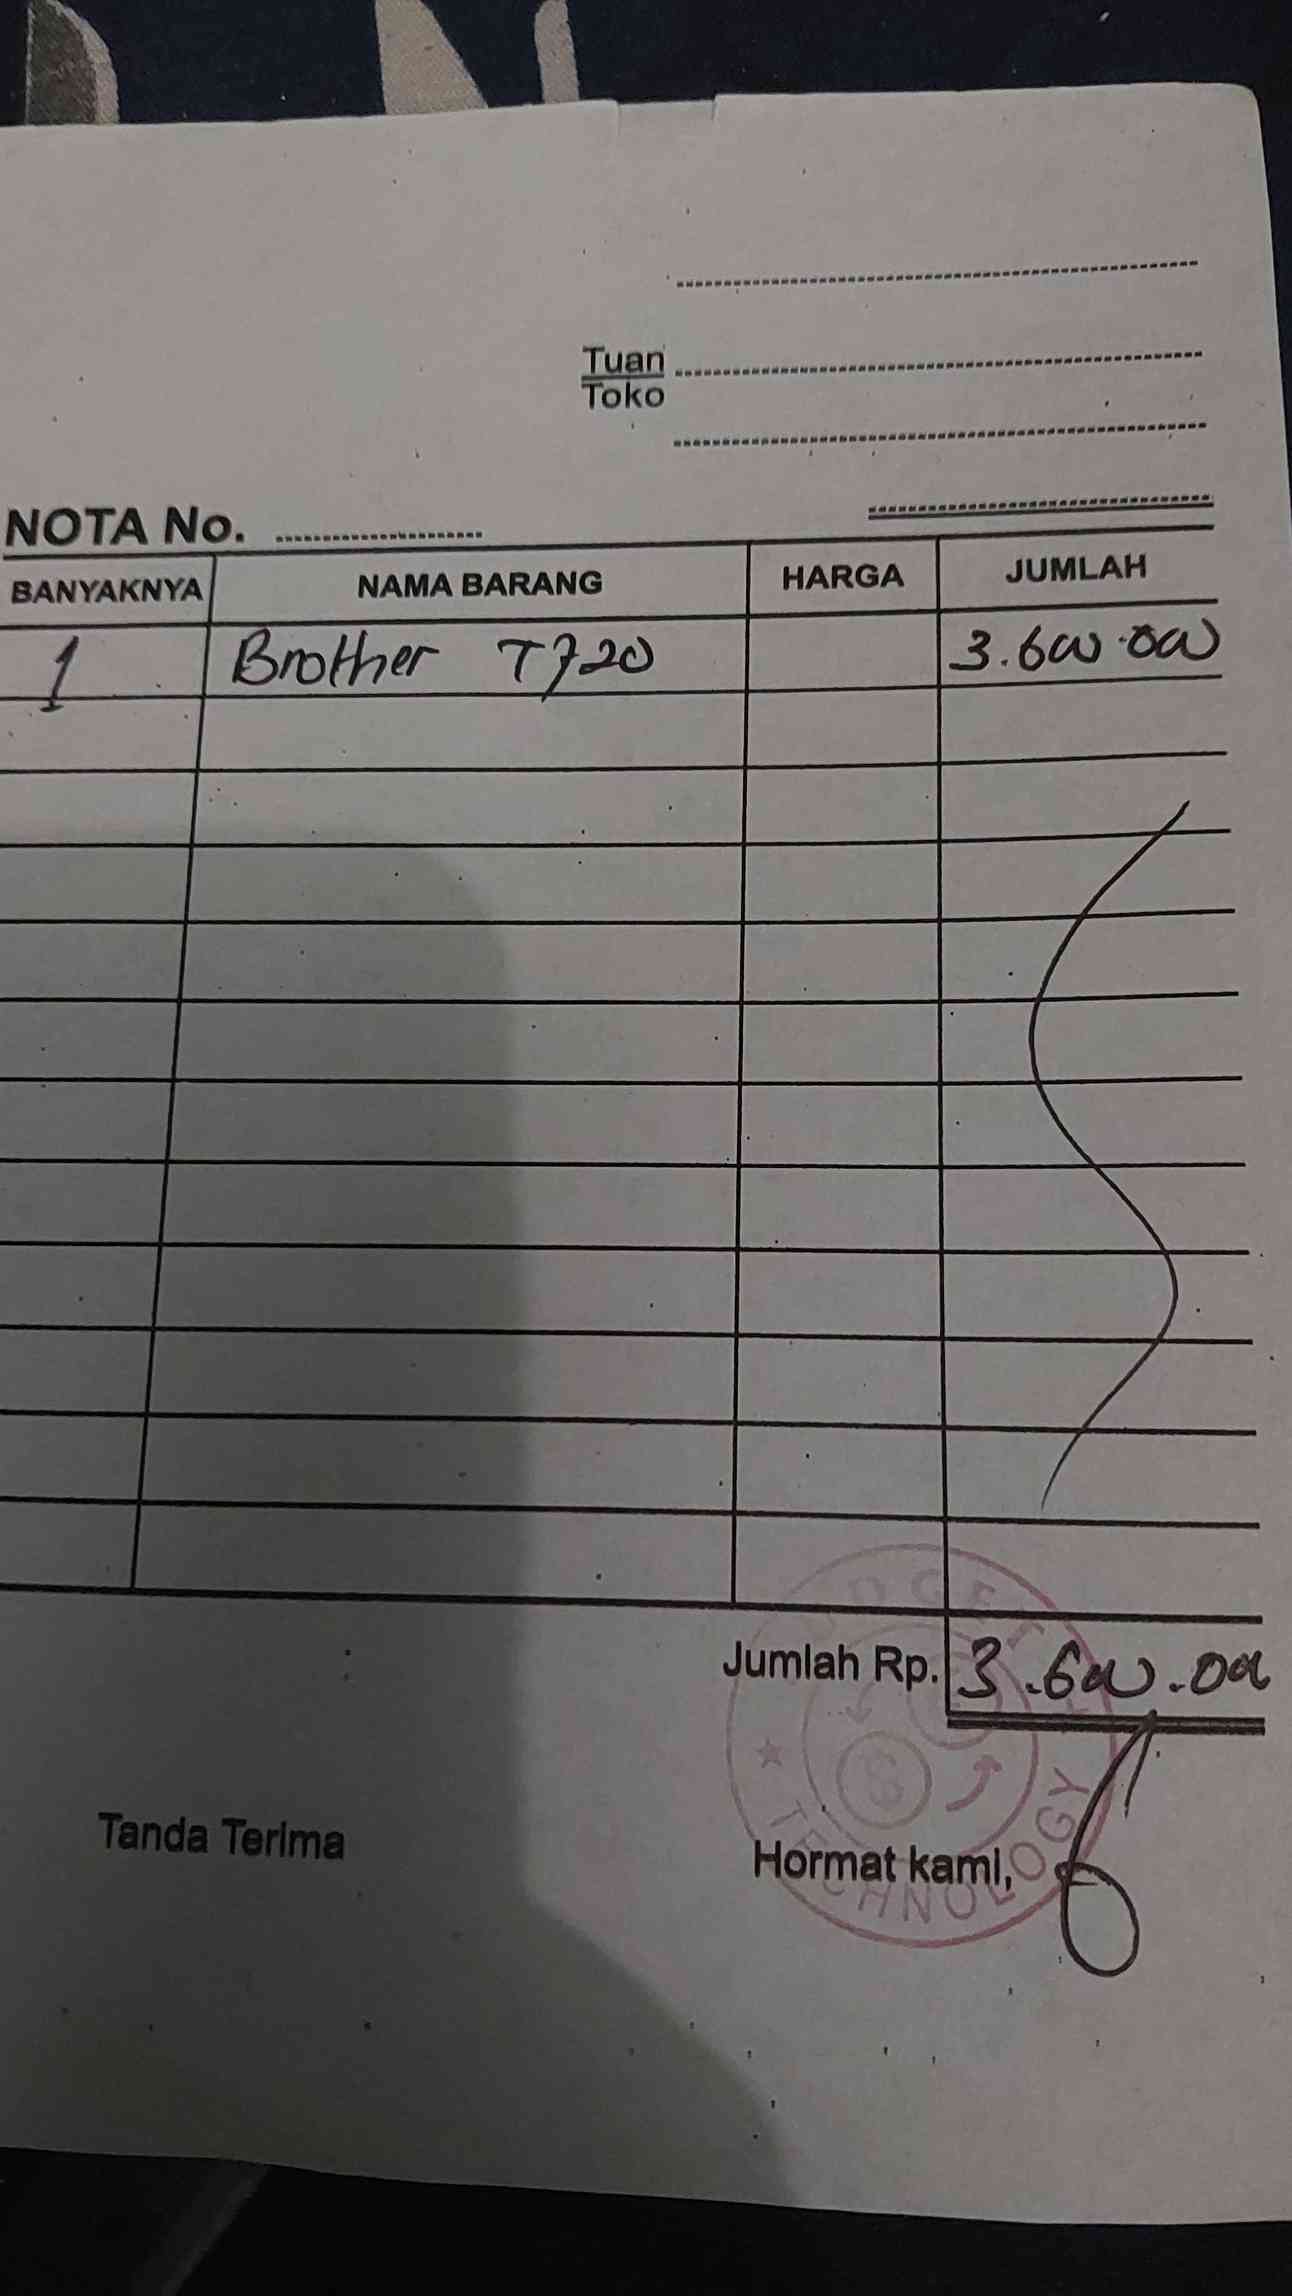 Tuan
Toko
NOTA No.
BANYAKNYA NAMA BARANG HARGA JUMLAH
1 Brother T720 3.600.000
Jumlah Rp. 3.600.000
Tanda Terima
Hormat kami,
TECHNOLOGY